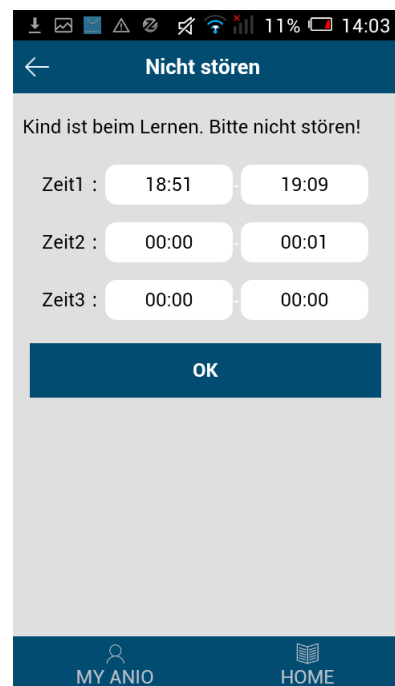 11% 14:03
Nicht stören
Kind ist beim Lernen. Bitte nicht stören!
Zeit1 : 18:51 - 19:09
Zeit2 : 00:00 - 00:01
Zeit3 : 00:00 - 00:00
OK
MY ANIO HOME